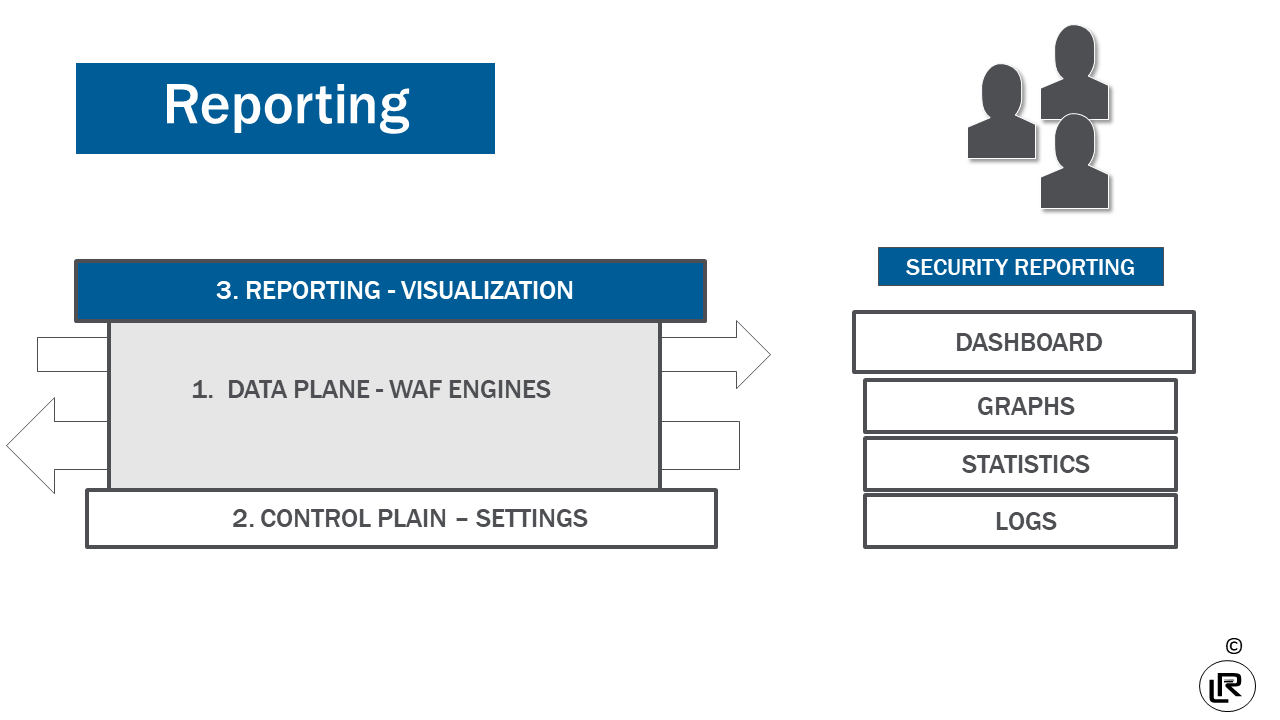 Reporting
SECURITY REPORTING
3. REPORTING - VISUALIZATION
DASHBOARD
1. DATA PLANE - WAF ENGINES
GRAPHS
STATISTICS
2. CONTROL PLAIN – SETTINGS
LOGS
©
LR